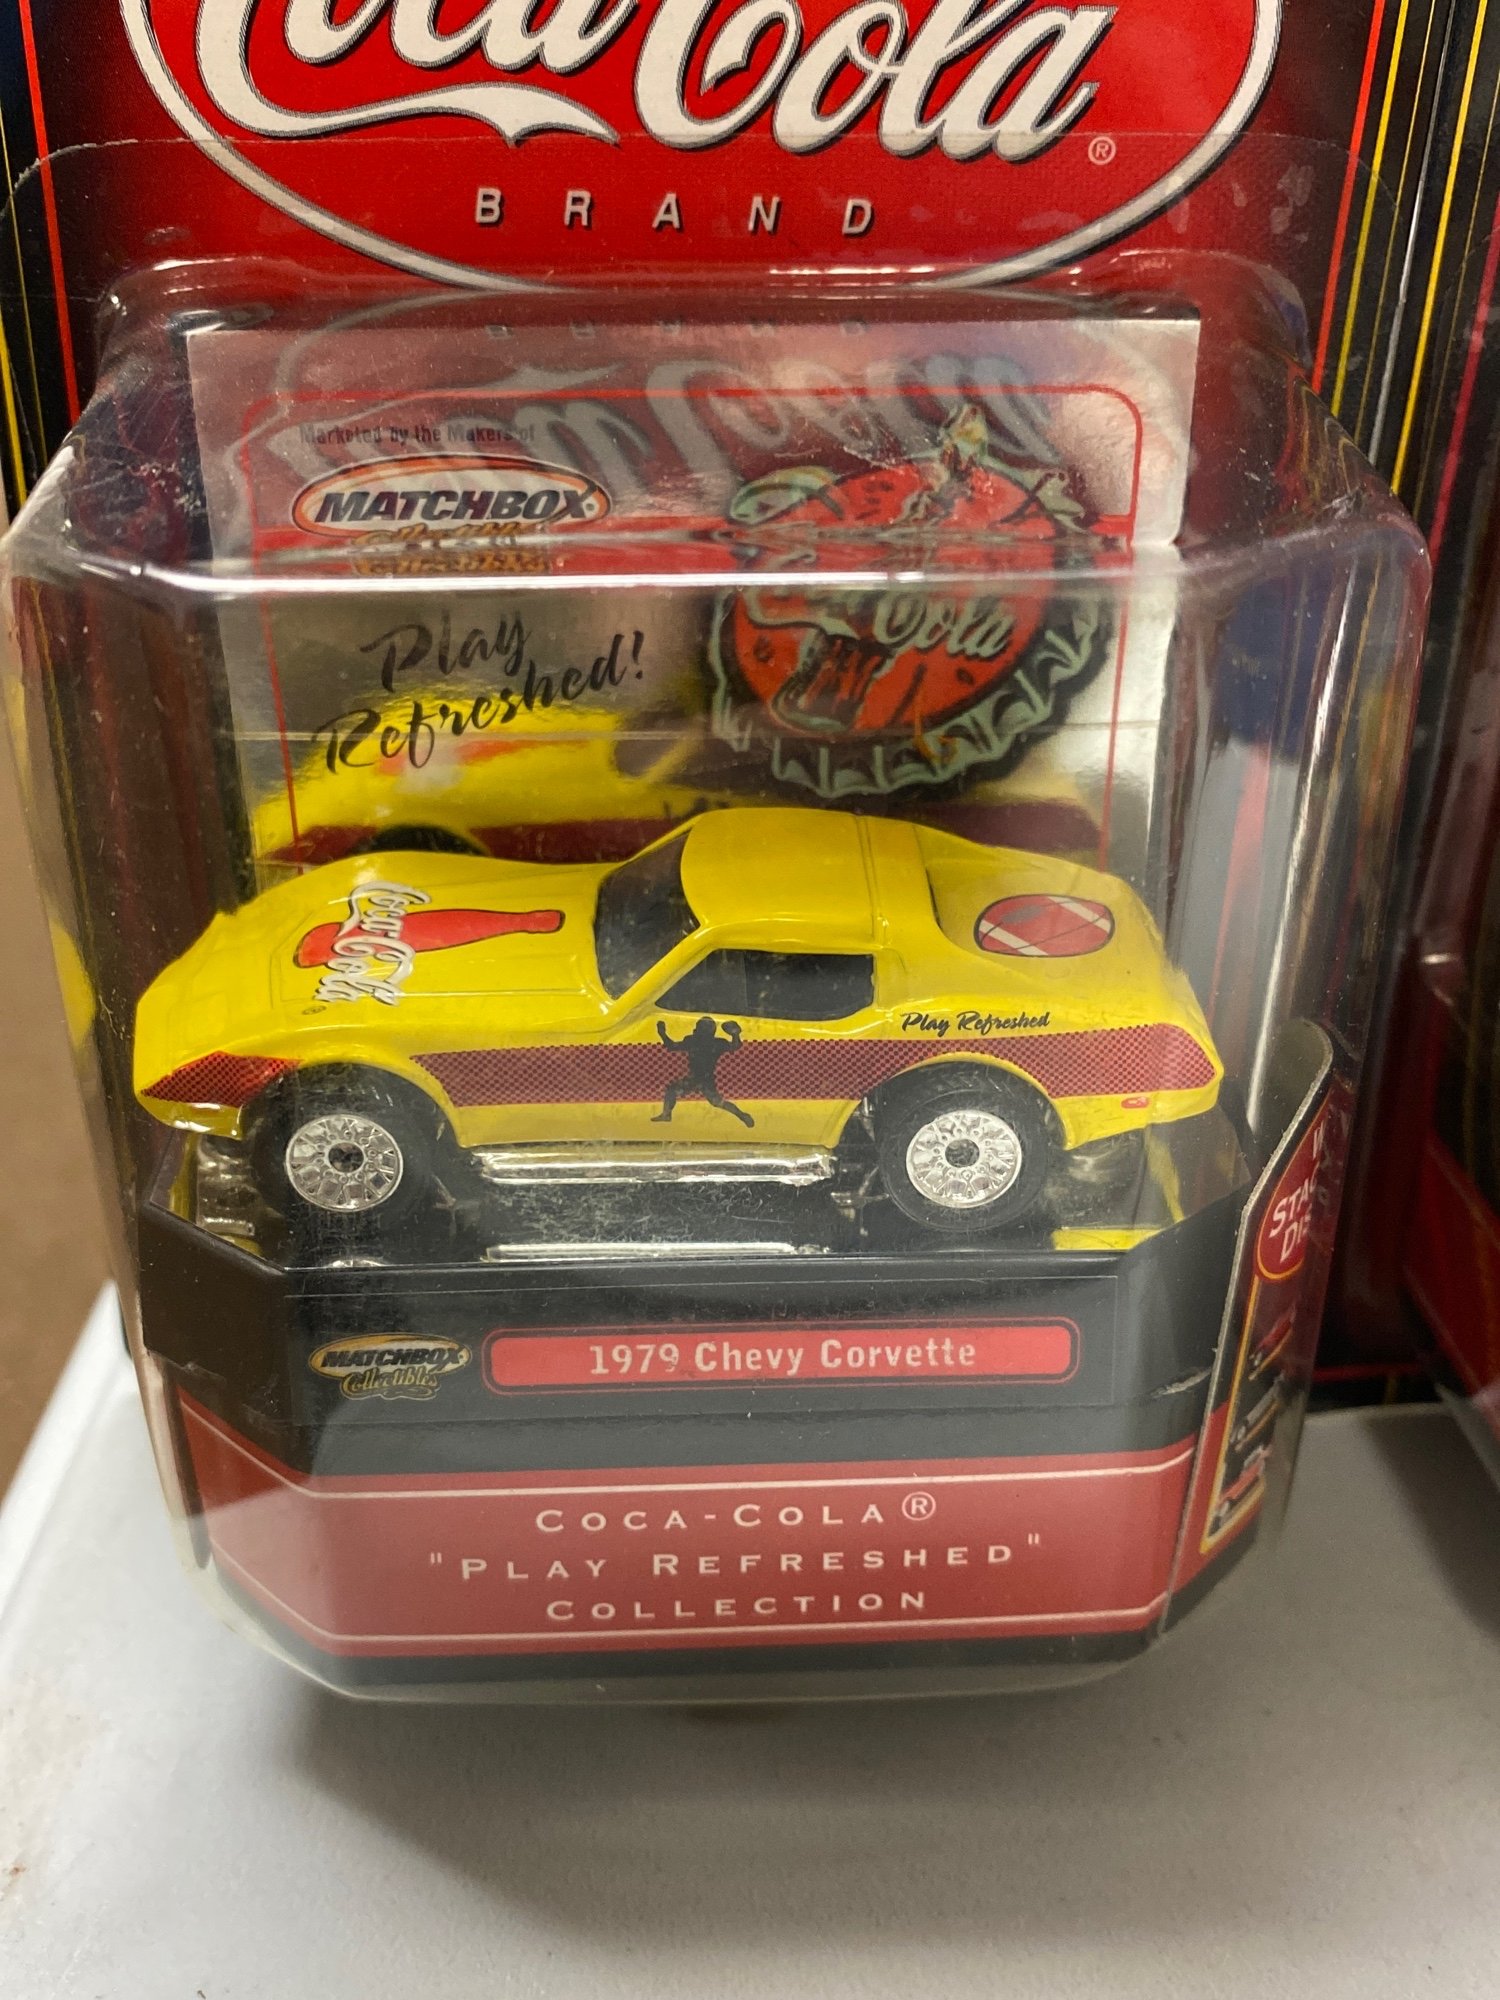 Coca-Cola®
BRAND
Marketed by the Makers of
MATCHBOX
Collectibles
Play
Refreshed!
Coca-Cola
Coca-Cola®
Play Refreshed
MATCHBOX
Collectibles
1979 Chevy Corvette
COCA-COLA®
"PLAY REFRESHED"
COLLECTION